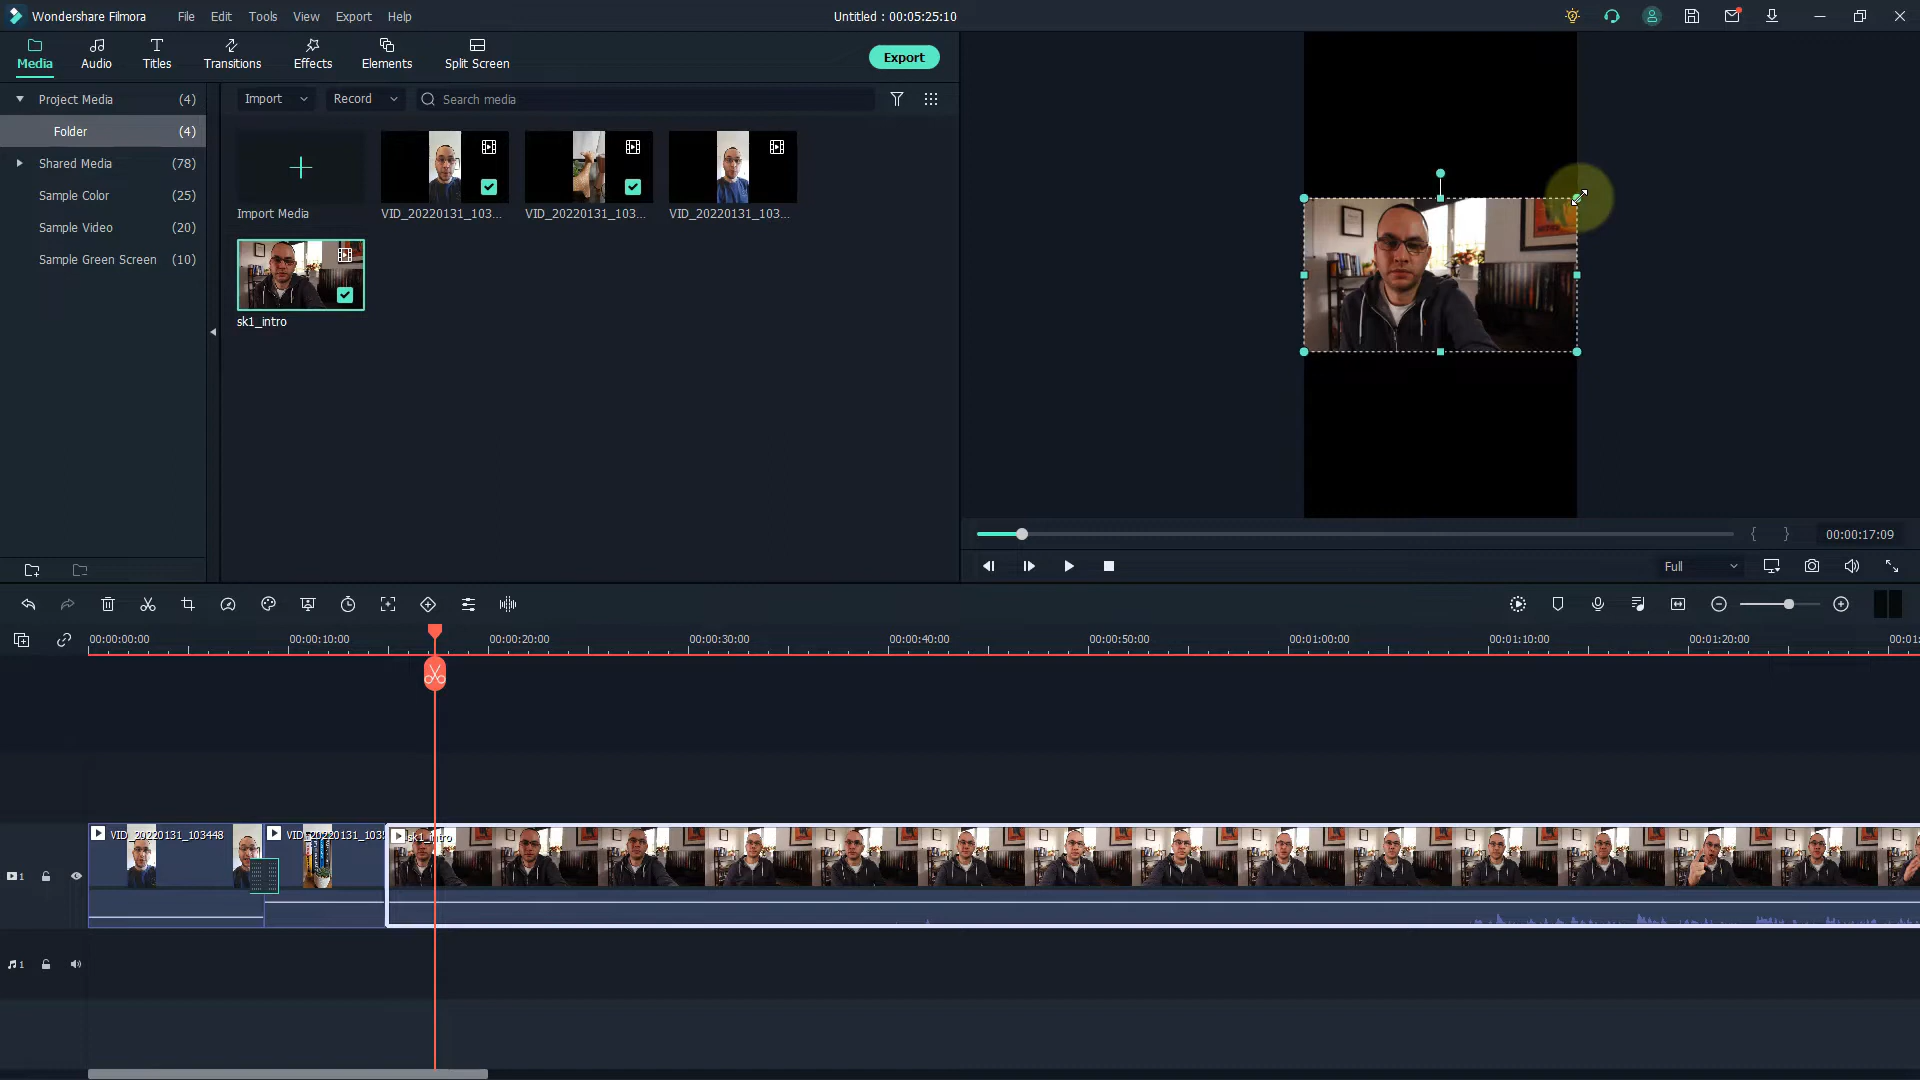 Wondershare Filmora File Edit Tools View Export Help Untitled : 00:05:25:10
Media Audio Titles Transitions Effects Elements Split Screen Export
Project Media (4)
Folder (4)
Shared Media (78)
Sample Color (25)
Sample Video (20)
Sample Green Screen (10)
Import Record Search media
Import Media VID_20220131_103... VID_20220131_103... VID_20220131_103...
sk1_intro
{ } 00:00:17:09
Full
00:00:00:00 00:00:10:00 00:00:20:00 00:00:30:00 00:00:40:00 00:00:50:00 00:01:00:00 00:01:10:00 00:01:20:00 00:01:
VID_20220131_103448 VID_20220131_103 sk1_intro
1
1